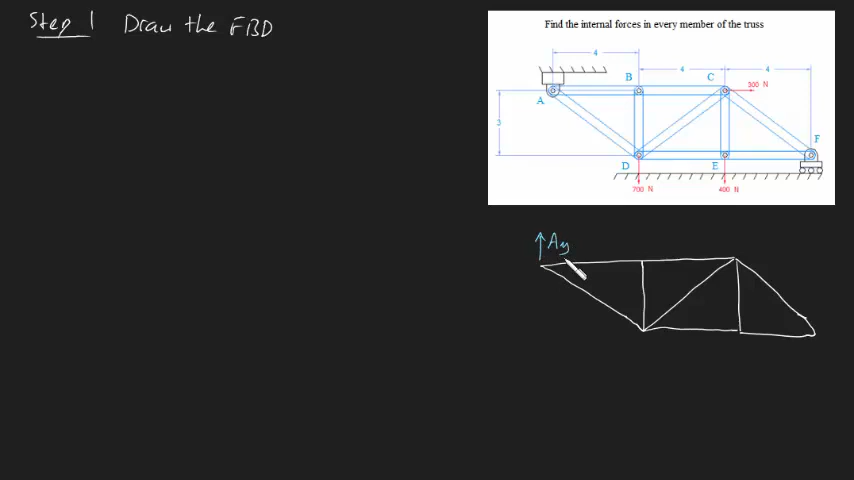 Step 1 Draw the FBD
Find the internal forces in every member of the truss
4
4 4
B C
300 N
A
3
F
D E
700 N 400 N
Ay